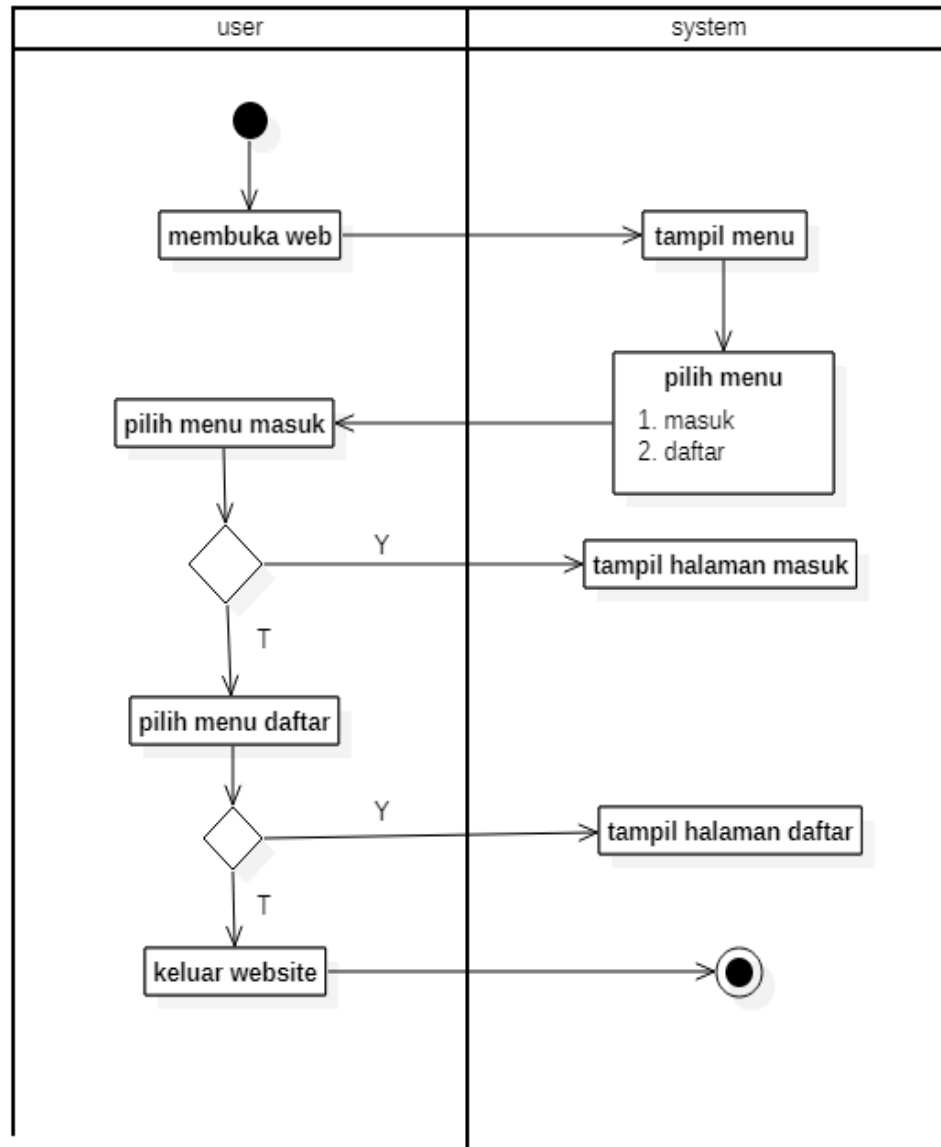 user
system
membuka web
tampil menu
pilih menu
1. masuk
2. daftar
pilih menu masuk
Y
tampil halaman masuk
T
pilih menu daftar
Y
tampil halaman daftar
T
keluar website